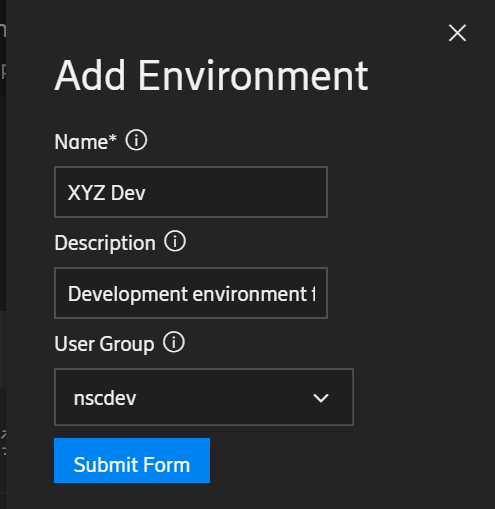 Add Environment
Name*
XYZ Dev
Description
Development environment
User Group
nscdev
Submit Form